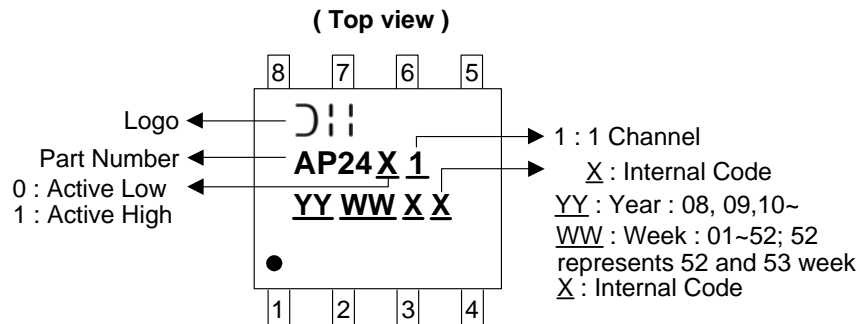 ( Top view )
8 7 6 5
Logo
Part Number
0 : Active Low
1 : Active High
DII
AP24 X 1
YY WW X X
1 : 1 Channel
X : Internal Code
YY : Year : 08, 09,10~
WW : Week : 01~52; 52
represents 52 and 53 week
X : Internal Code
1 2 3 4